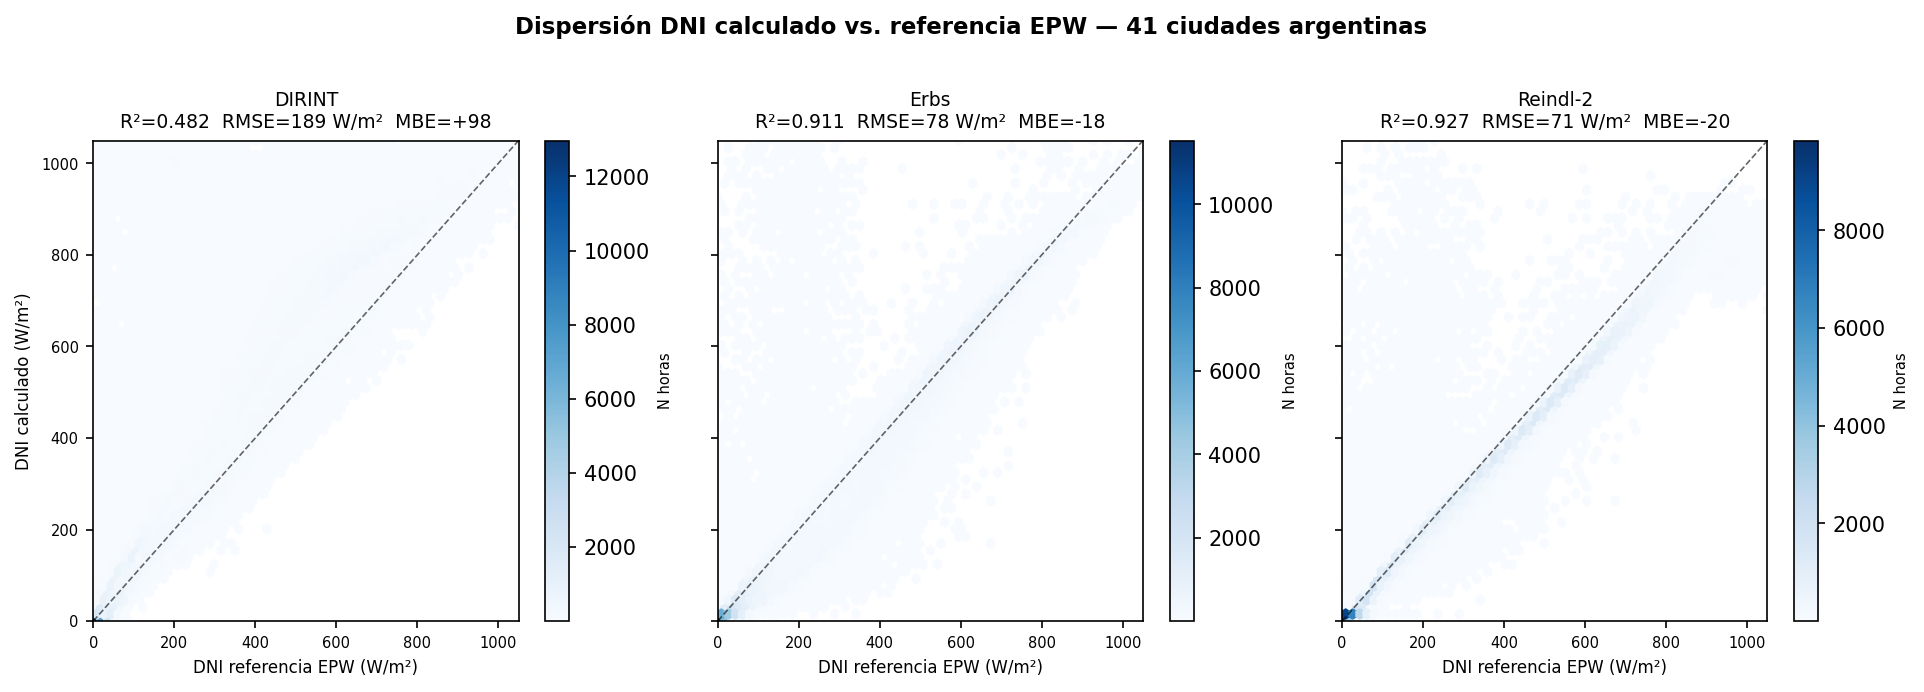 Dispersión DNI calculado vs. referencia EPW — 41 ciudades argentinas
DIRINT
R²=0.482 RMSE=189 W/m² MBE=+98
DNI calculado (W/m²)
1000
800
600
400
200
0
0 200 400 600 800 1000
DNI referencia EPW (W/m²)
12000
10000
8000
6000
4000
2000
N horas
Erbs
R²=0.911 RMSE=78 W/m² MBE=-18
0 200 400 600 800 1000
DNI referencia EPW (W/m²)
10000
8000
6000
4000
2000
N horas
Reindl-2
R²=0.927 RMSE=71 W/m² MBE=-20
0 200 400 600 800 1000
DNI referencia EPW (W/m²)
8000
6000
4000
2000
N horas